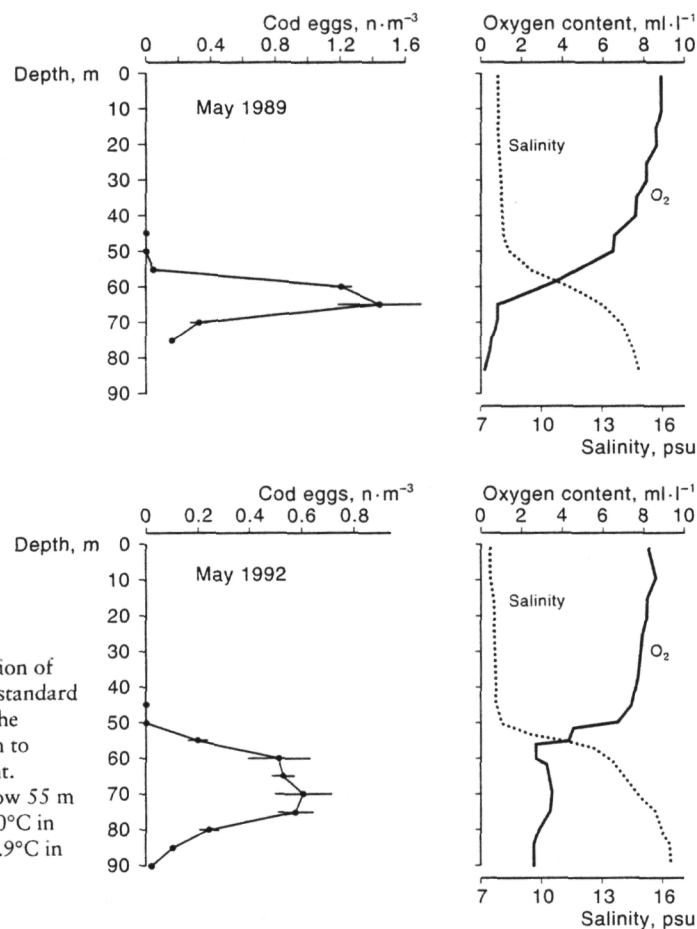 Cod eggs, n·m⁻³
0 0.4 0.8 1.2 1.6
Depth, m
0
10
20
30
40
50
60
70
80
90
May 1989
Oxygen content, ml·l⁻¹
0 2 4 6 8 10
Salinity
O₂
7 10 13 16
Salinity, psu
Cod eggs, n·m⁻³
0 0.2 0.4 0.6 0.8
Depth, m
0
10
20
30
40
50
60
70
80
90
May 1992
Oxygen content, ml·l⁻¹
0 2 4 6 8 10
Salinity
O₂
7 10 13 16
Salinity, psu
ion of
standard
he
n to
t.
ow 55 m
0°C in
.9°C in